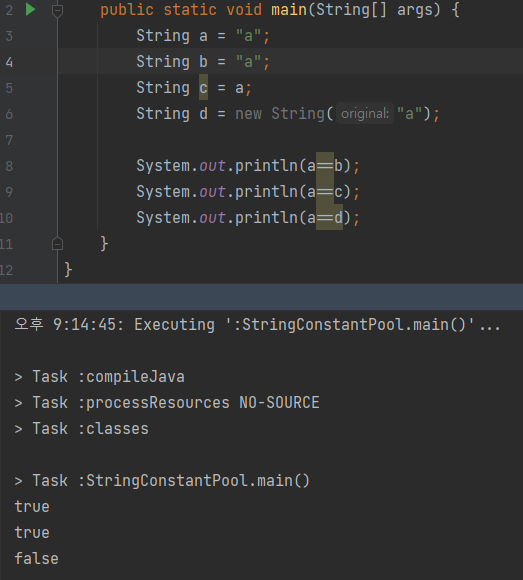 2 public static void main(String[] args) {
3 String a = "a";
4 String b = "a";
5 String c = a;
6 String d = new String( original: "a");
7
8 System.out.println(a==b);
9 System.out.println(a==c);
10 System.out.println(a==d);
11 }
12 }
오후 9:14:45: Executing ':StringConstantPool.main()'...
> Task :compileJava
> Task :processResources NO-SOURCE
> Task :classes
> Task :StringConstantPool.main()
true
true
false